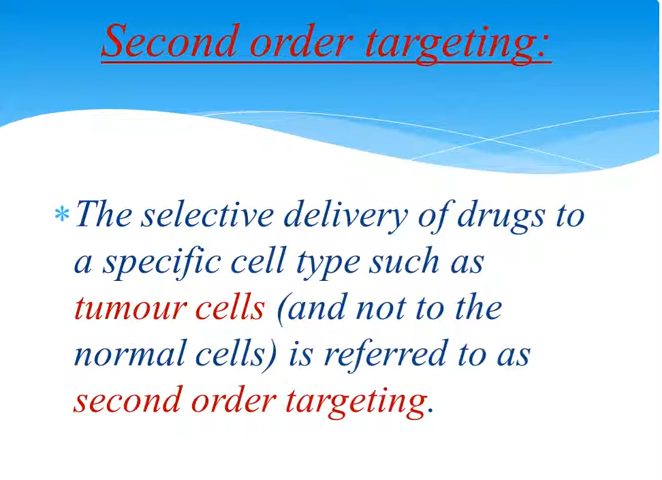 Second order targeting:
*The selective delivery of drugs to
a specific cell type such as
tumour cells (and not to the
normal cells) is referred to as
second order targeting.